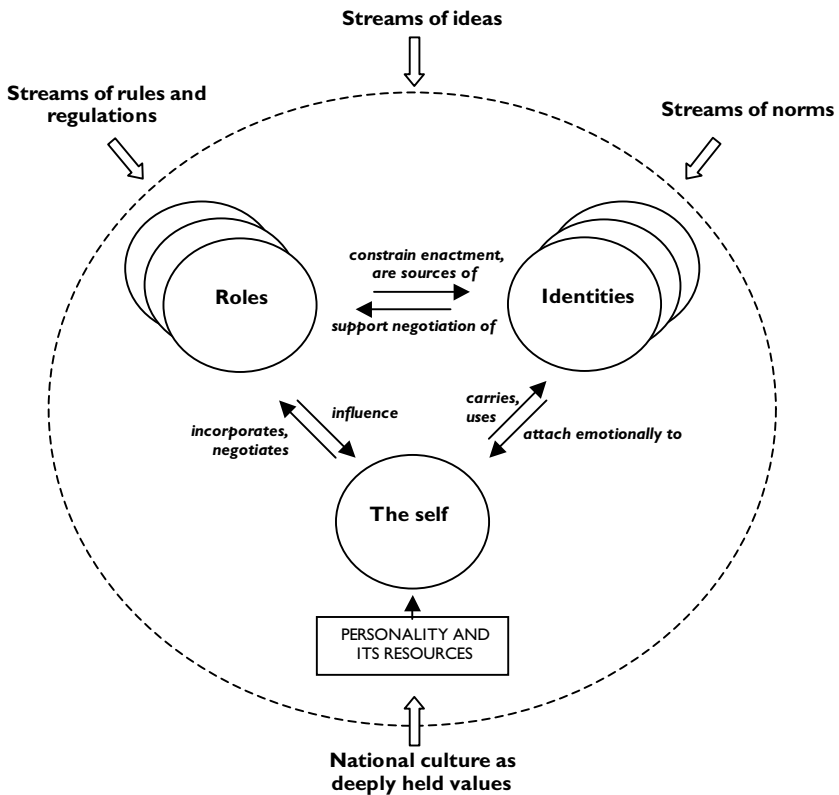 Streams of ideas
Streams of rules and
regulations
Streams of norms
constrain enactment,
are sources of
Roles
Identities
support negotiation of
influence
carries,
uses
incorporates,
negotiates
attach emotionally to
The self
PERSONALITY AND
ITS RESOURCES
National culture as
deeply held values